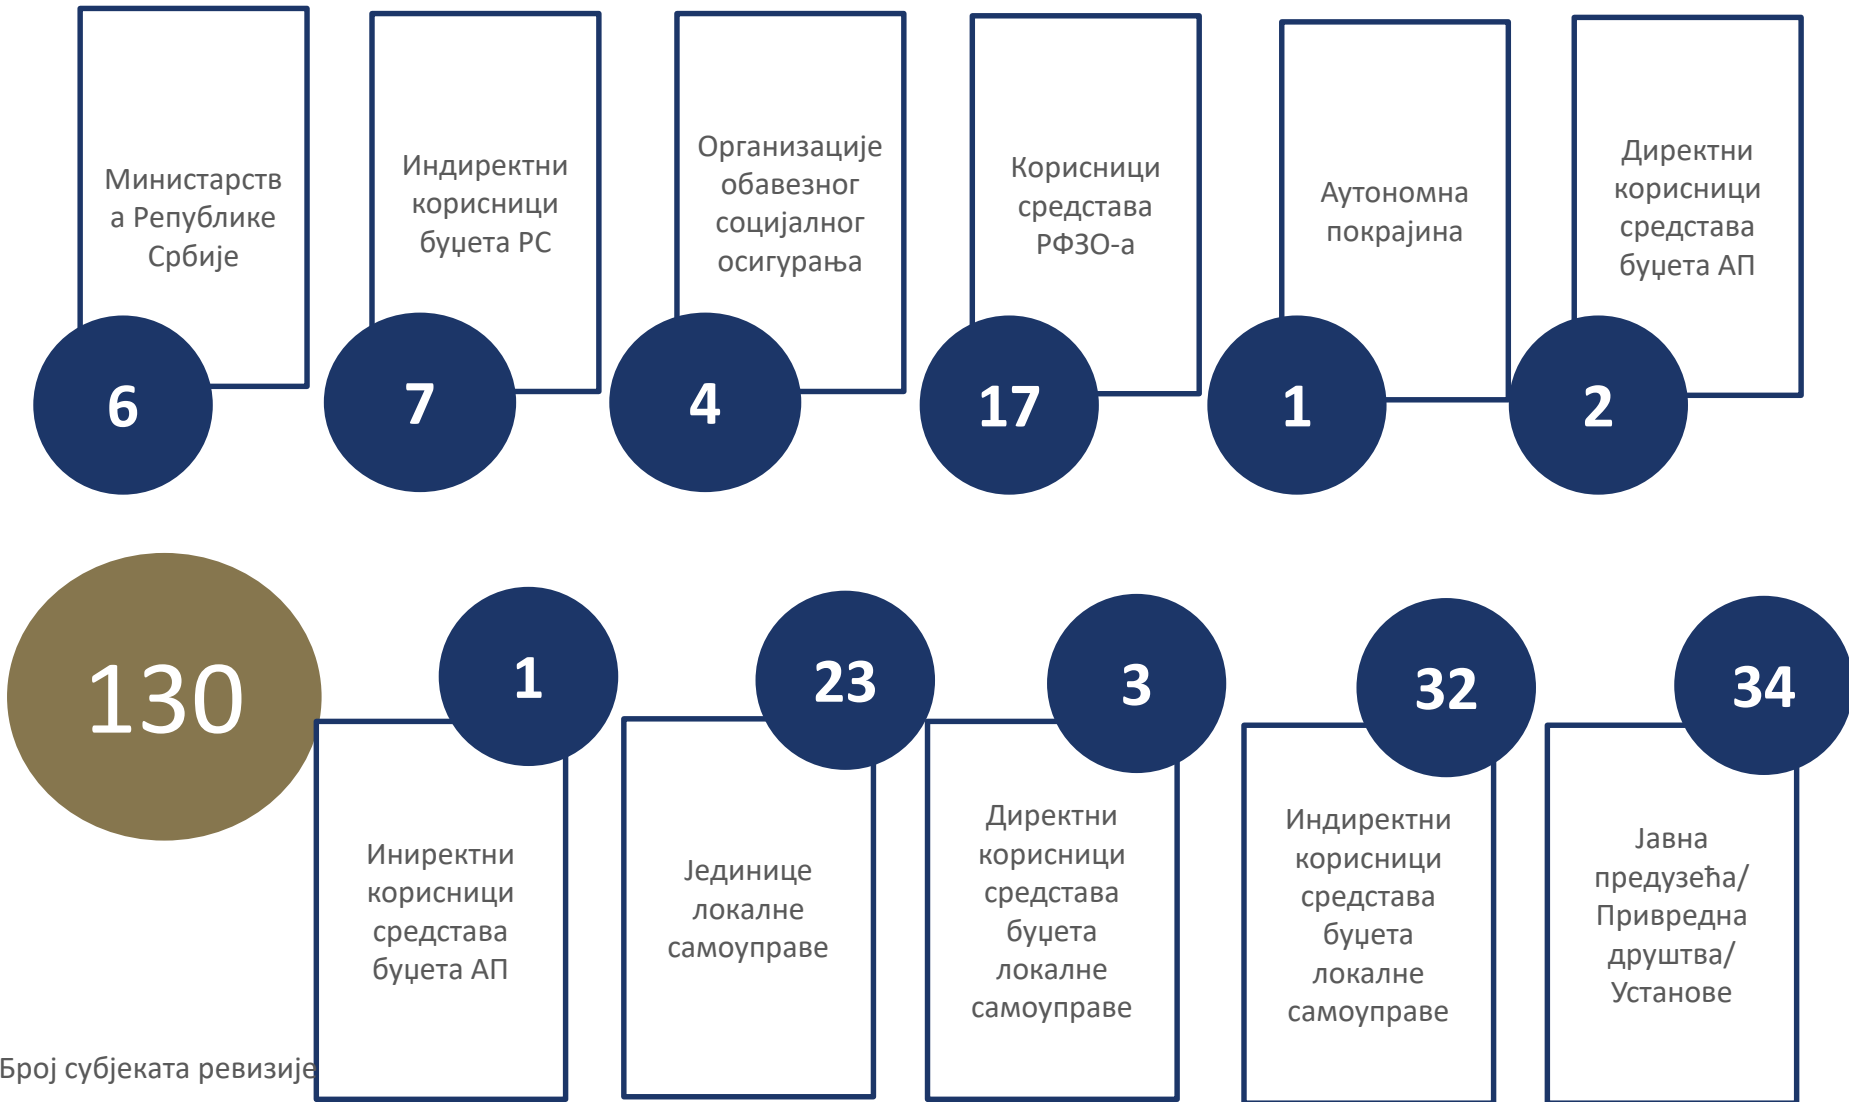 Министарств
а Републике
Србије
6
Индиректни
корисници
буџета РС
7
Организације
обавезног
социјалног
осигурања
4
Корисници
средстава
РФЗО-а
17
Аутономна
покрајина
1
Директни
корисници
средстава
буџета АП
2
130
Број субјеката ревизије
1
Иниректни
корисници
средстава
буџета АП
23
Јединице
локалне
самоуправе
3
Директни
корисници
средстава
буџета
локалне
самоуправе
32
Индиректни
корисници
средстава
буџета
локалне
самоуправе
34
Јавна
предузећа/
Привредна
друштва/
Установе